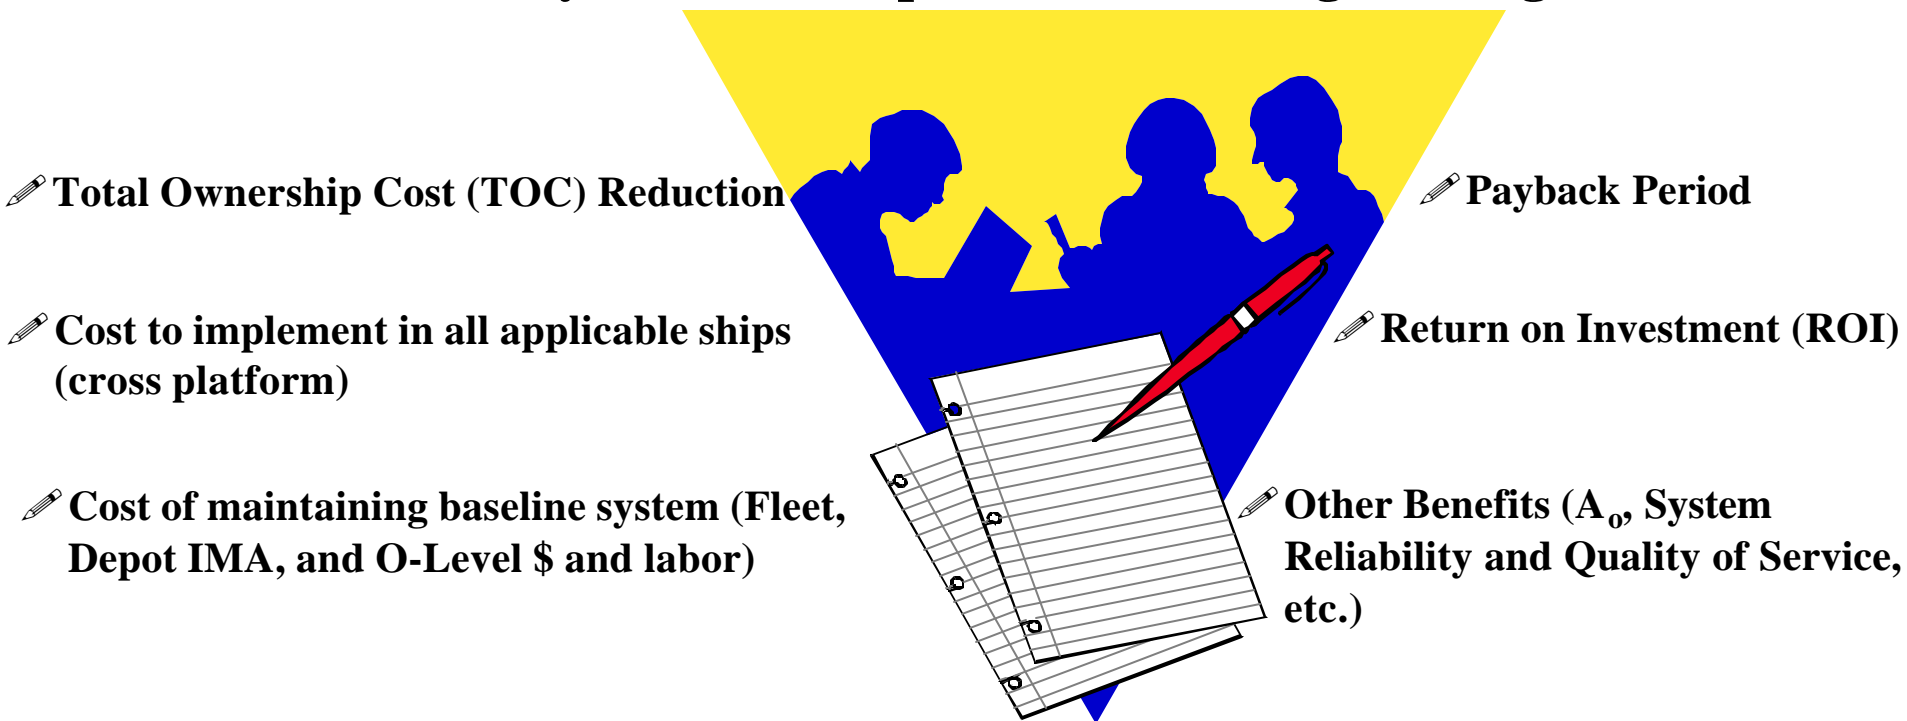 Total Ownership Cost (TOC) Reduction
Cost to implement in all applicable ships
(cross platform)
Cost of maintaining baseline system (Fleet,
Depot IMA, and O-Level $ and labor)
Payback Period
Return on Investment (ROI)
Other Benefits (Ao, System
Reliability and Quality of Service,
etc.)